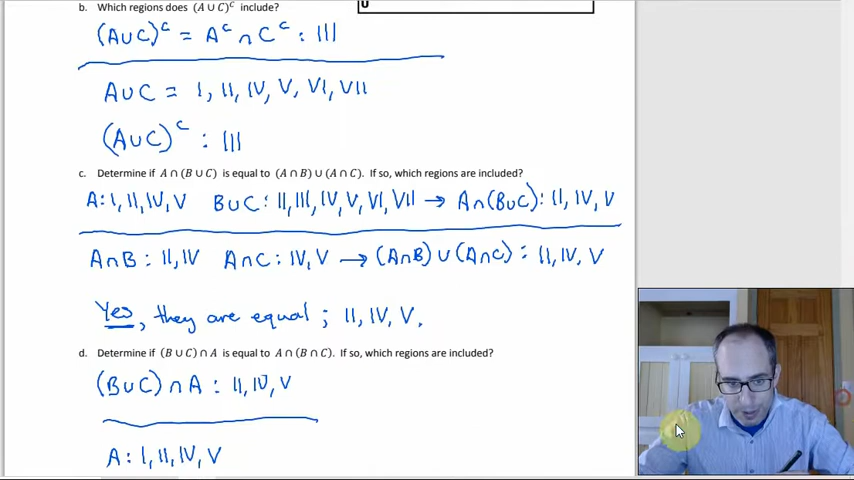 b. Which regions does (A ∪ C)ᶜ include?
U
(A∪C)ᶜ = Aᶜ ∩ Cᶜ : III
A∪C = I, II, IV, V, VI, VII
(A∪C)ᶜ : III
c. Determine if A ∩ (B ∪ C) is equal to (A ∩ B) ∪ (A ∩ C). If so, which regions are included?
A: I, II, IV, V B∪C: II, III, IV, V, VI, VII → A∩(B∪C): II, IV, V
A∩B : II, IV A∩C : IV, V → (A∩B) ∪ (A∩C) : II, IV, V
Yes, they are equal ; II, IV, V.
d. Determine if (B ∪ C) ∩ A is equal to A ∩ (B ∩ C). If so, which regions are included?
(B∪C) ∩ A : II, IV, V
A: I, II, IV, V